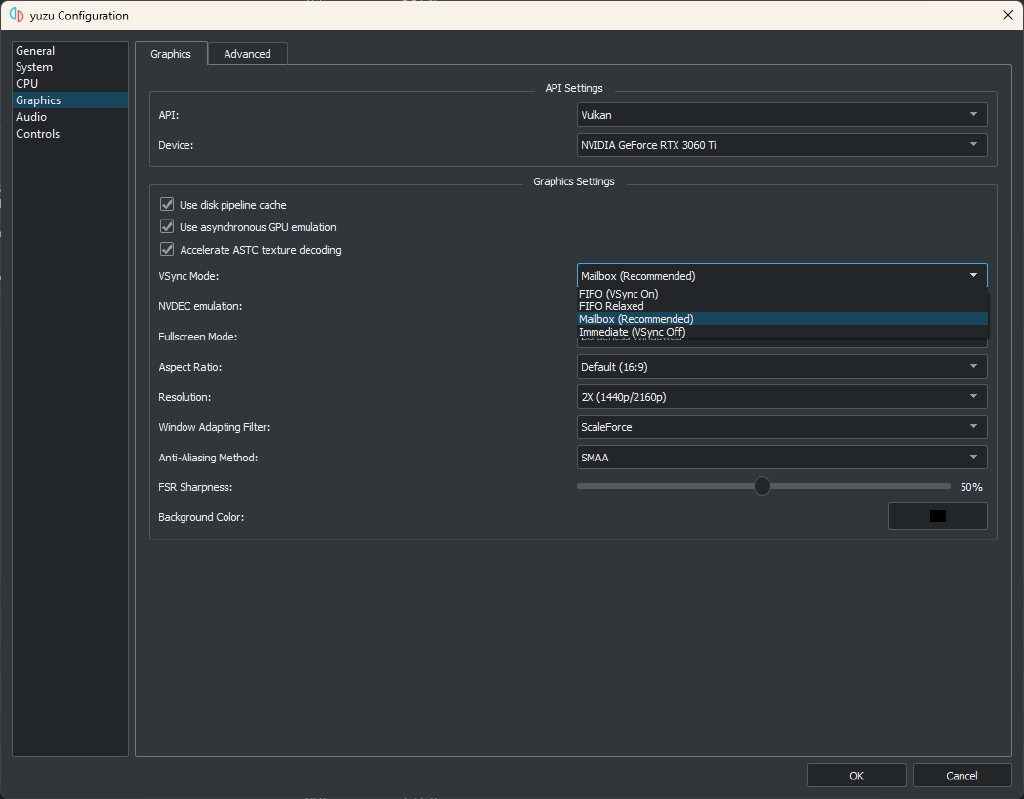 yuzu Configuration
General
System
CPU
Graphics
Audio
Controls
Graphics Advanced
API Settings
API: Vulkan
Device: NVIDIA GeForce RTX 3060 Ti
Graphics Settings
Use disk pipeline cache
Use asynchronous GPU emulation
Accelerate ASTC texture decoding
VSync Mode: Mailbox (Recommended)
FIFO (VSync On)
NVDEC emulation: FIFO Relaxed
Mailbox (Recommended)
Fullscreen Mode: Immediate (VSync Off)
Aspect Ratio: Default (16:9)
Resolution: 2X (1440p/2160p)
Window Adapting Filter: ScaleForce
Anti-Aliasing Method: SMAA
FSR Sharpness: 50%
Background Color:
OK Cancel